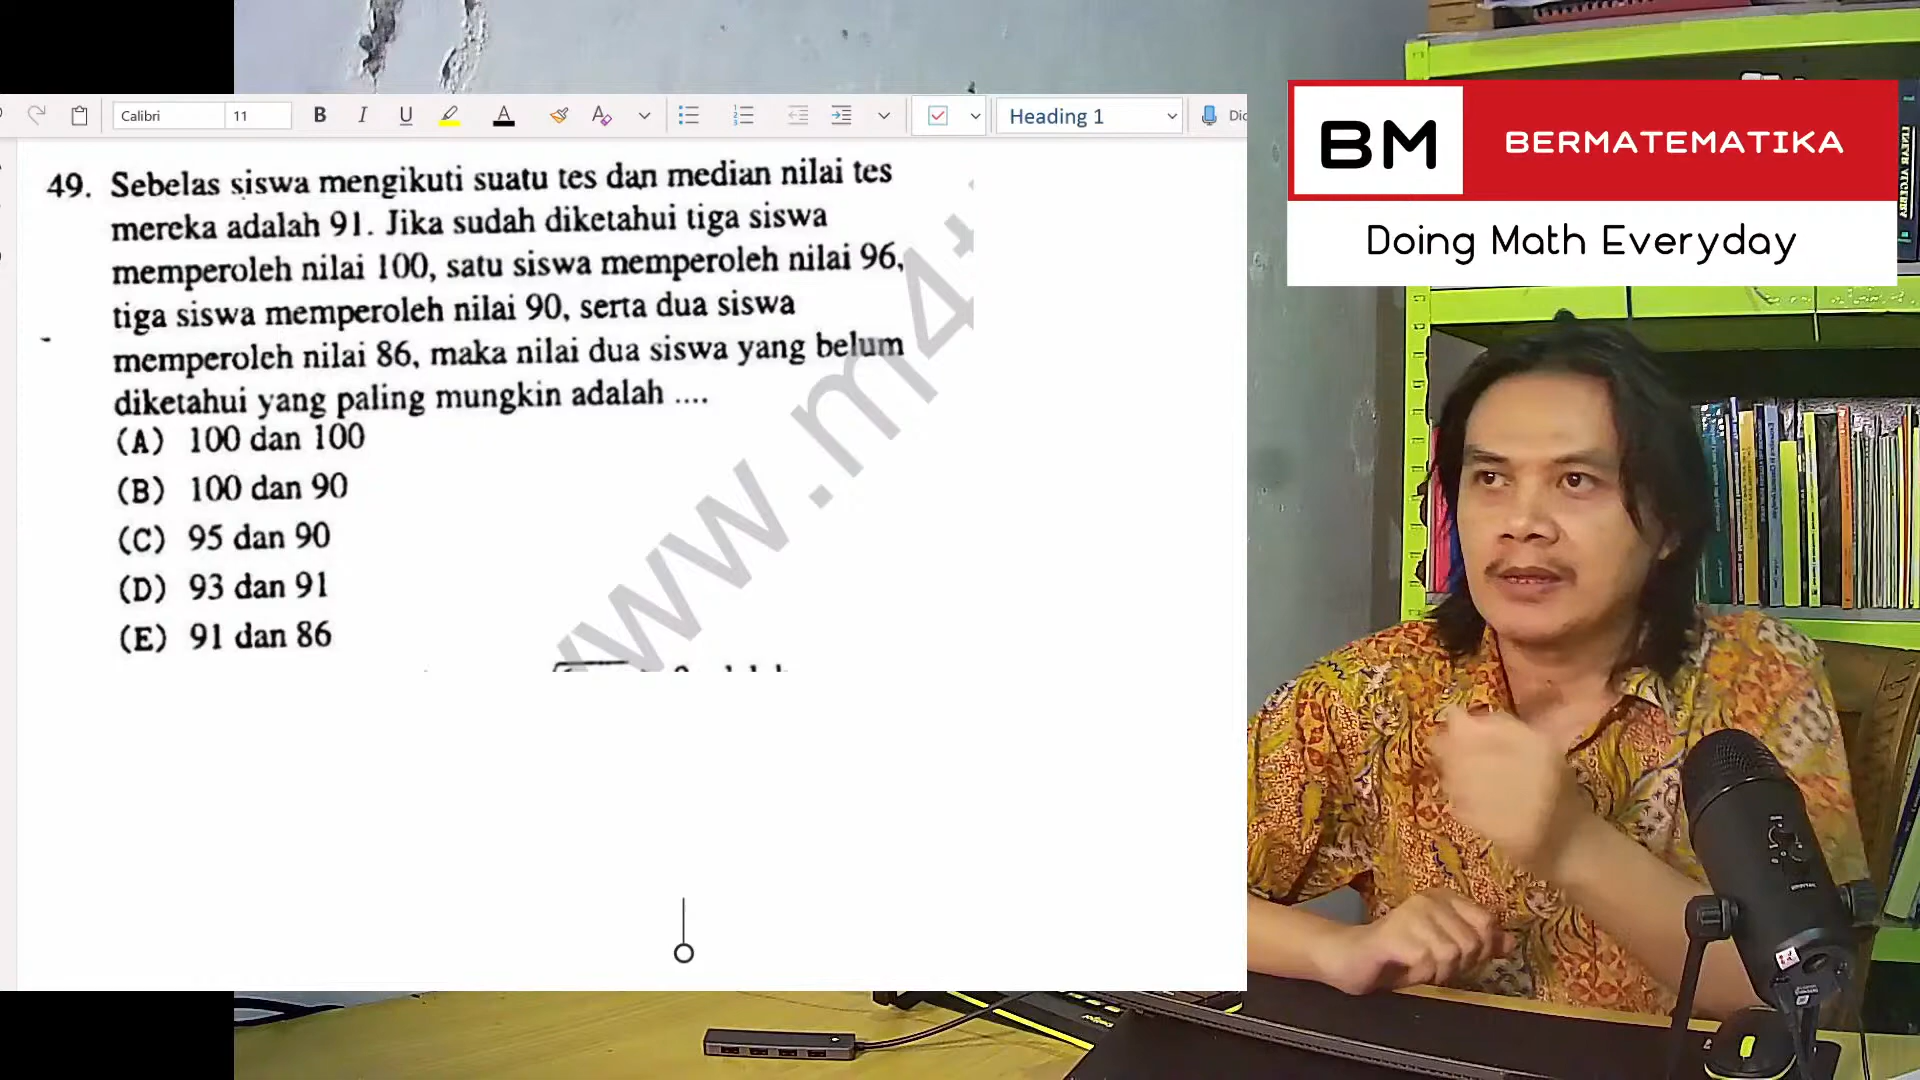 Calibri
11
B
I
U
A
A
Heading 1
BM
BERMATEMATIKA
Doing Math Everyday
49. Sebelas siswa mengikuti suatu tes dan median nilai tes
mereka adalah 91. Jika sudah diketahui tiga siswa
memperoleh nilai 100, satu siswa memperoleh nilai 96,
tiga siswa memperoleh nilai 90, serta dua siswa
memperoleh nilai 86, maka nilai dua siswa yang belum
diketahui yang paling mungkin adalah ....
(A) 100 dan 100
(B) 100 dan 90
(C) 95 dan 90
(D) 93 dan 91
(E) 91 dan 86